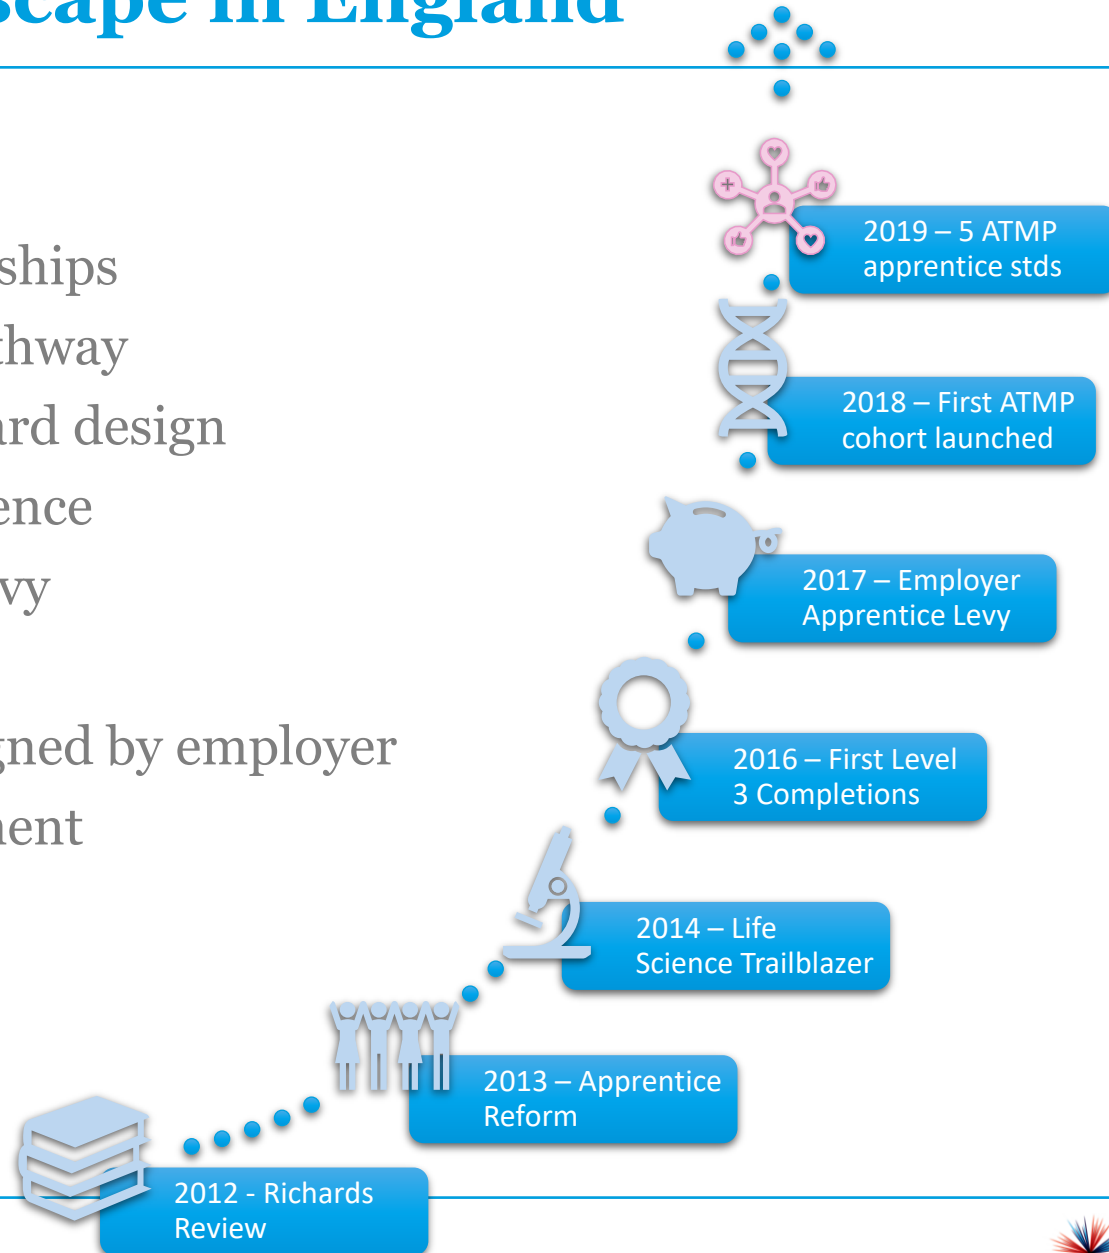 scape in England
ships
thway
ard design
ence
vy
gned by employer
nent
2019 – 5 ATMP
apprentice stds
2018 – First ATMP
cohort launched
2017 – Employer
Apprentice Levy
2016 – First Level
3 Completions
2014 – Life
Science Trailblazer
2013 – Apprentice
Reform
2012 - Richards
Review